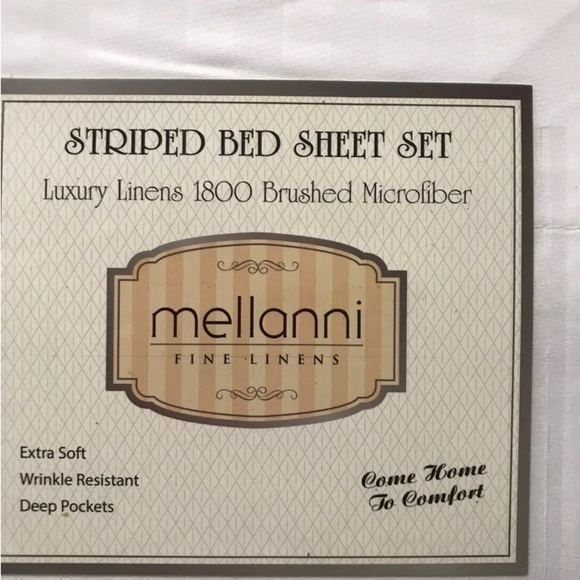 STRIPED BED SHEET SET
Luxury Linens 1800 Brushed Microfiber
mellanni
FINE LINENS
Extra Soft
Wrinkle Resistant
Deep Pockets
Come Home
To Comfort